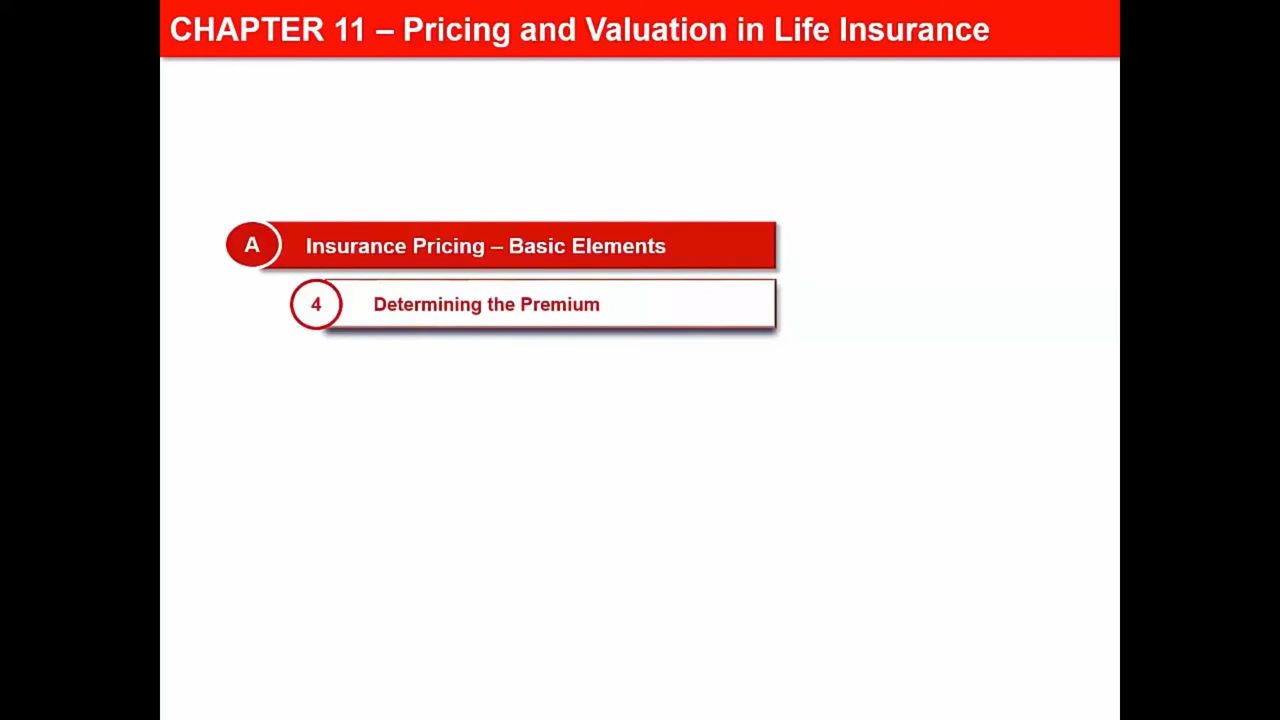 CHAPTER 11 – Pricing and Valuation in Life Insurance
A Insurance Pricing – Basic Elements
4 Determining the Premium